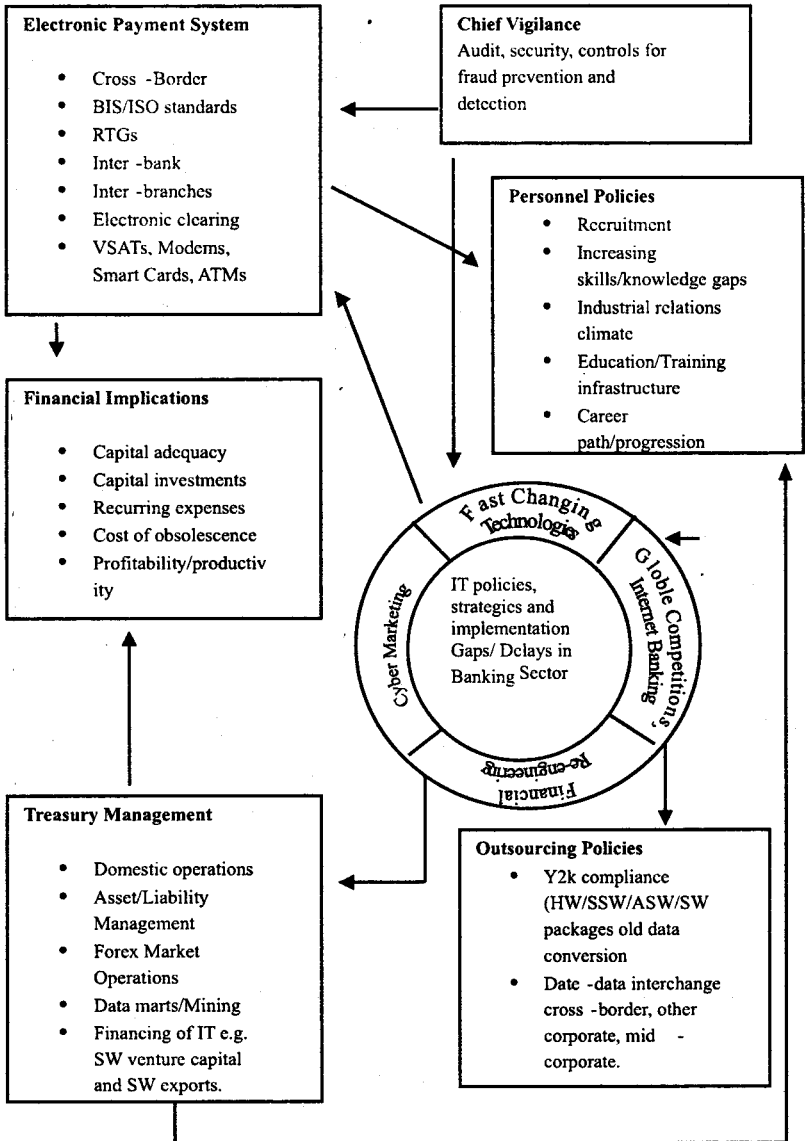 Electronic Payment System
• Cross -Border
• BIS/ISO standards
• RTGs
• Inter -bank
• Inter -branches
• Electronic clearing
• VSATs, Modems,
Smart Cards, ATMs
Chief Vigilance
Audit, security, controls for
fraud prevention and
detection
Personnel Policies
• Recruitment
• Increasing
skills/knowledge gaps
• Industrial relations
climate
• Education/Training
infrastructure
• Career
path/progression
Financial Implications
• Capital adequacy
• Capital investments
• Recurring expenses
• Cost of obsolescence
• Profitability/productiv
ity
Fast Changing
Technologies
Globle Competitions,
Internet Banking
Cyber Marketing
Financial
Re-engineering
IT policies,
strategies and
implementation
Gaps/ Delays in
Banking Sector
Treasury Management
• Domestic operations
• Asset/Liability
Management
• Forex Market
Operations
• Data marts/Mining
• Financing of IT e.g.
SW venture capital
and SW exports.
Outsourcing Policies
• Y2k compliance
(HW/SSW/ASW/SW
packages old data
conversion
• Date -data interchange
cross -border, other
corporate, mid -
corporate.